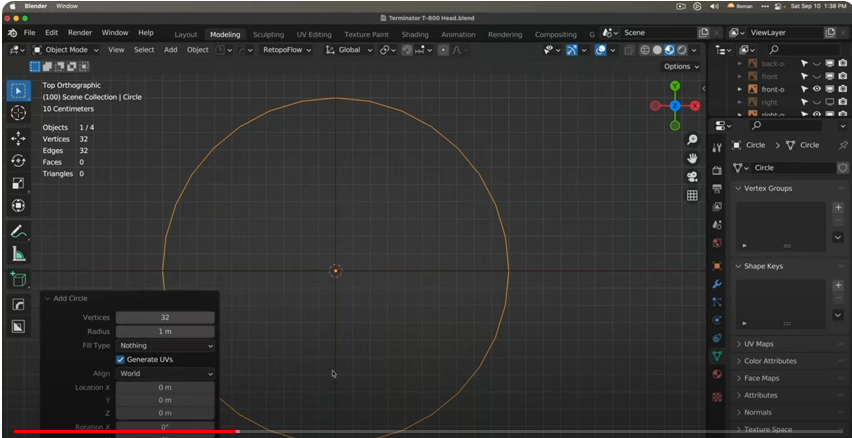 Blender Window
Roman Sat Sep 10 1:38 PM
Terminator T-800 Head.blend
File Edit Render Window Help Layout Modeling Sculpting UV Editing Texture Paint Shading Animation Rendering Compositing G Scene ViewLayer
Object Mode View Select Add Object RetopoFlow Global
Options
Top Orthographic
(100) Scene Collection | Circle
10 Centimeters
Objects 1 / 4
Vertices 32
Edges 32
Faces 0
Triangles 0
Y
X
Z
back-o
front
front-o
right
right-o
Circle > Circle
Circle
Vertex Groups
Shape Keys
UV Maps
Color Attributes
Face Maps
Attributes
Normals
Texture Space
Add Circle
Vertices 32
Radius 1 m
Fill Type Nothing
Generate UVs
Align World
Location X 0 m
Y 0 m
Z 0 m
Rotation X 0°